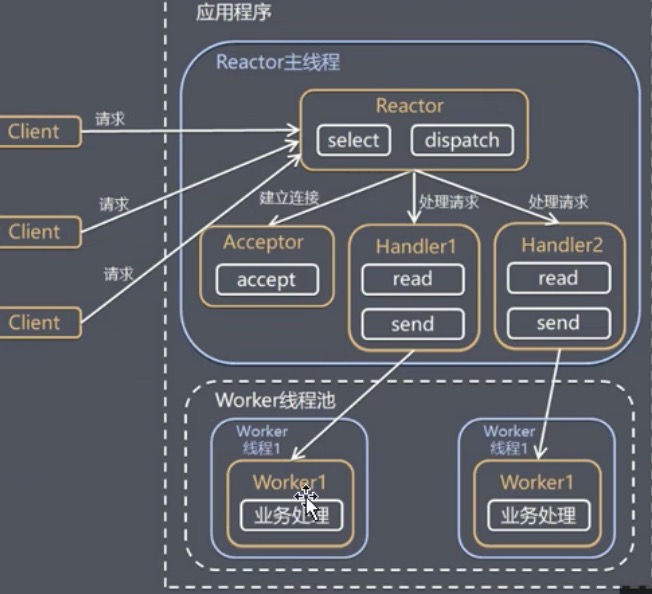 应用程序
Reactor主线程
Reactor
select
dispatch
Client
请求
Client
请求
Client
请求
建立连接
处理请求
处理请求
Acceptor
accept
Handler1
read
send
Handler2
read
send
Worker线程池
Worker
线程1
Worker1
业务处理
Worker
线程1
Worker1
业务处理